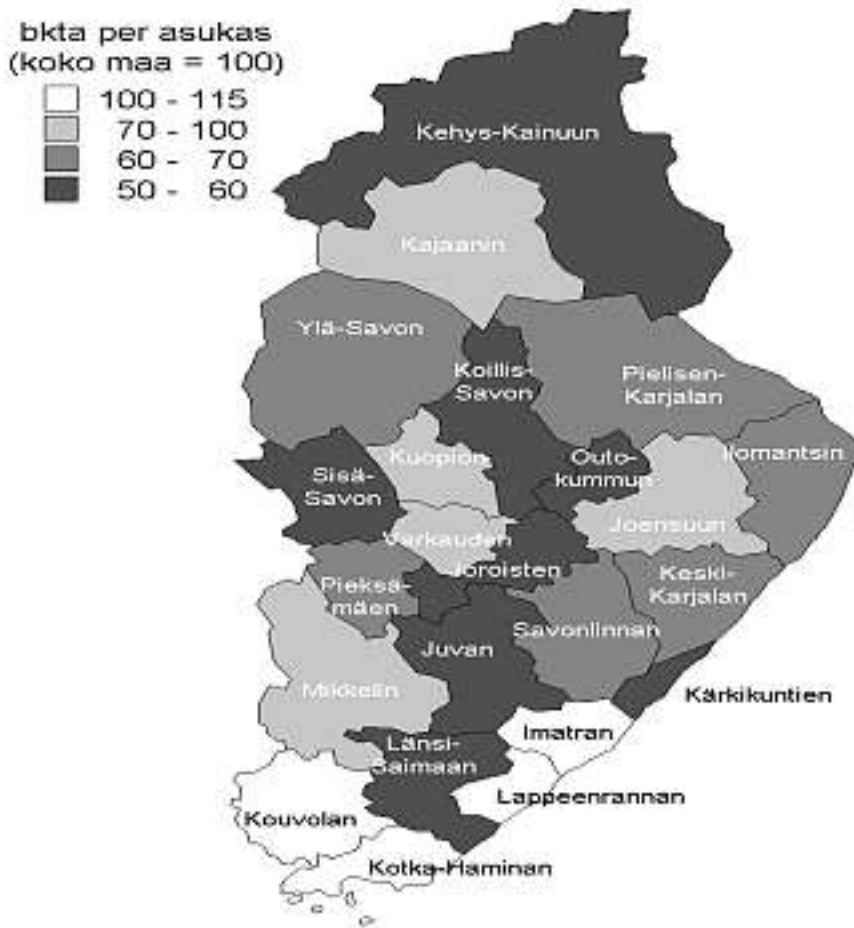 bkta per asukas
(koko maa = 100)
100 - 115
70 - 100
60 - 70
50 - 60
Kehys-Kainuun
Kajaanin
Ylä-Savon
Koillis-
Savon
Pielisen-
Karjalan
Kuopion
Outo-
kummun
Ilomantsin
Sisä-
Savon
Joensuun
Varkauden
Joroisten
Pieksä-
mäen
Keski-
Karjalan
Juvan
Savonlinnan
Mikkelin
Kärkikuntien
Imatran
Länsi-
Saimaan
Lappeenrannan
Kouvolan
Kotka-Haminan